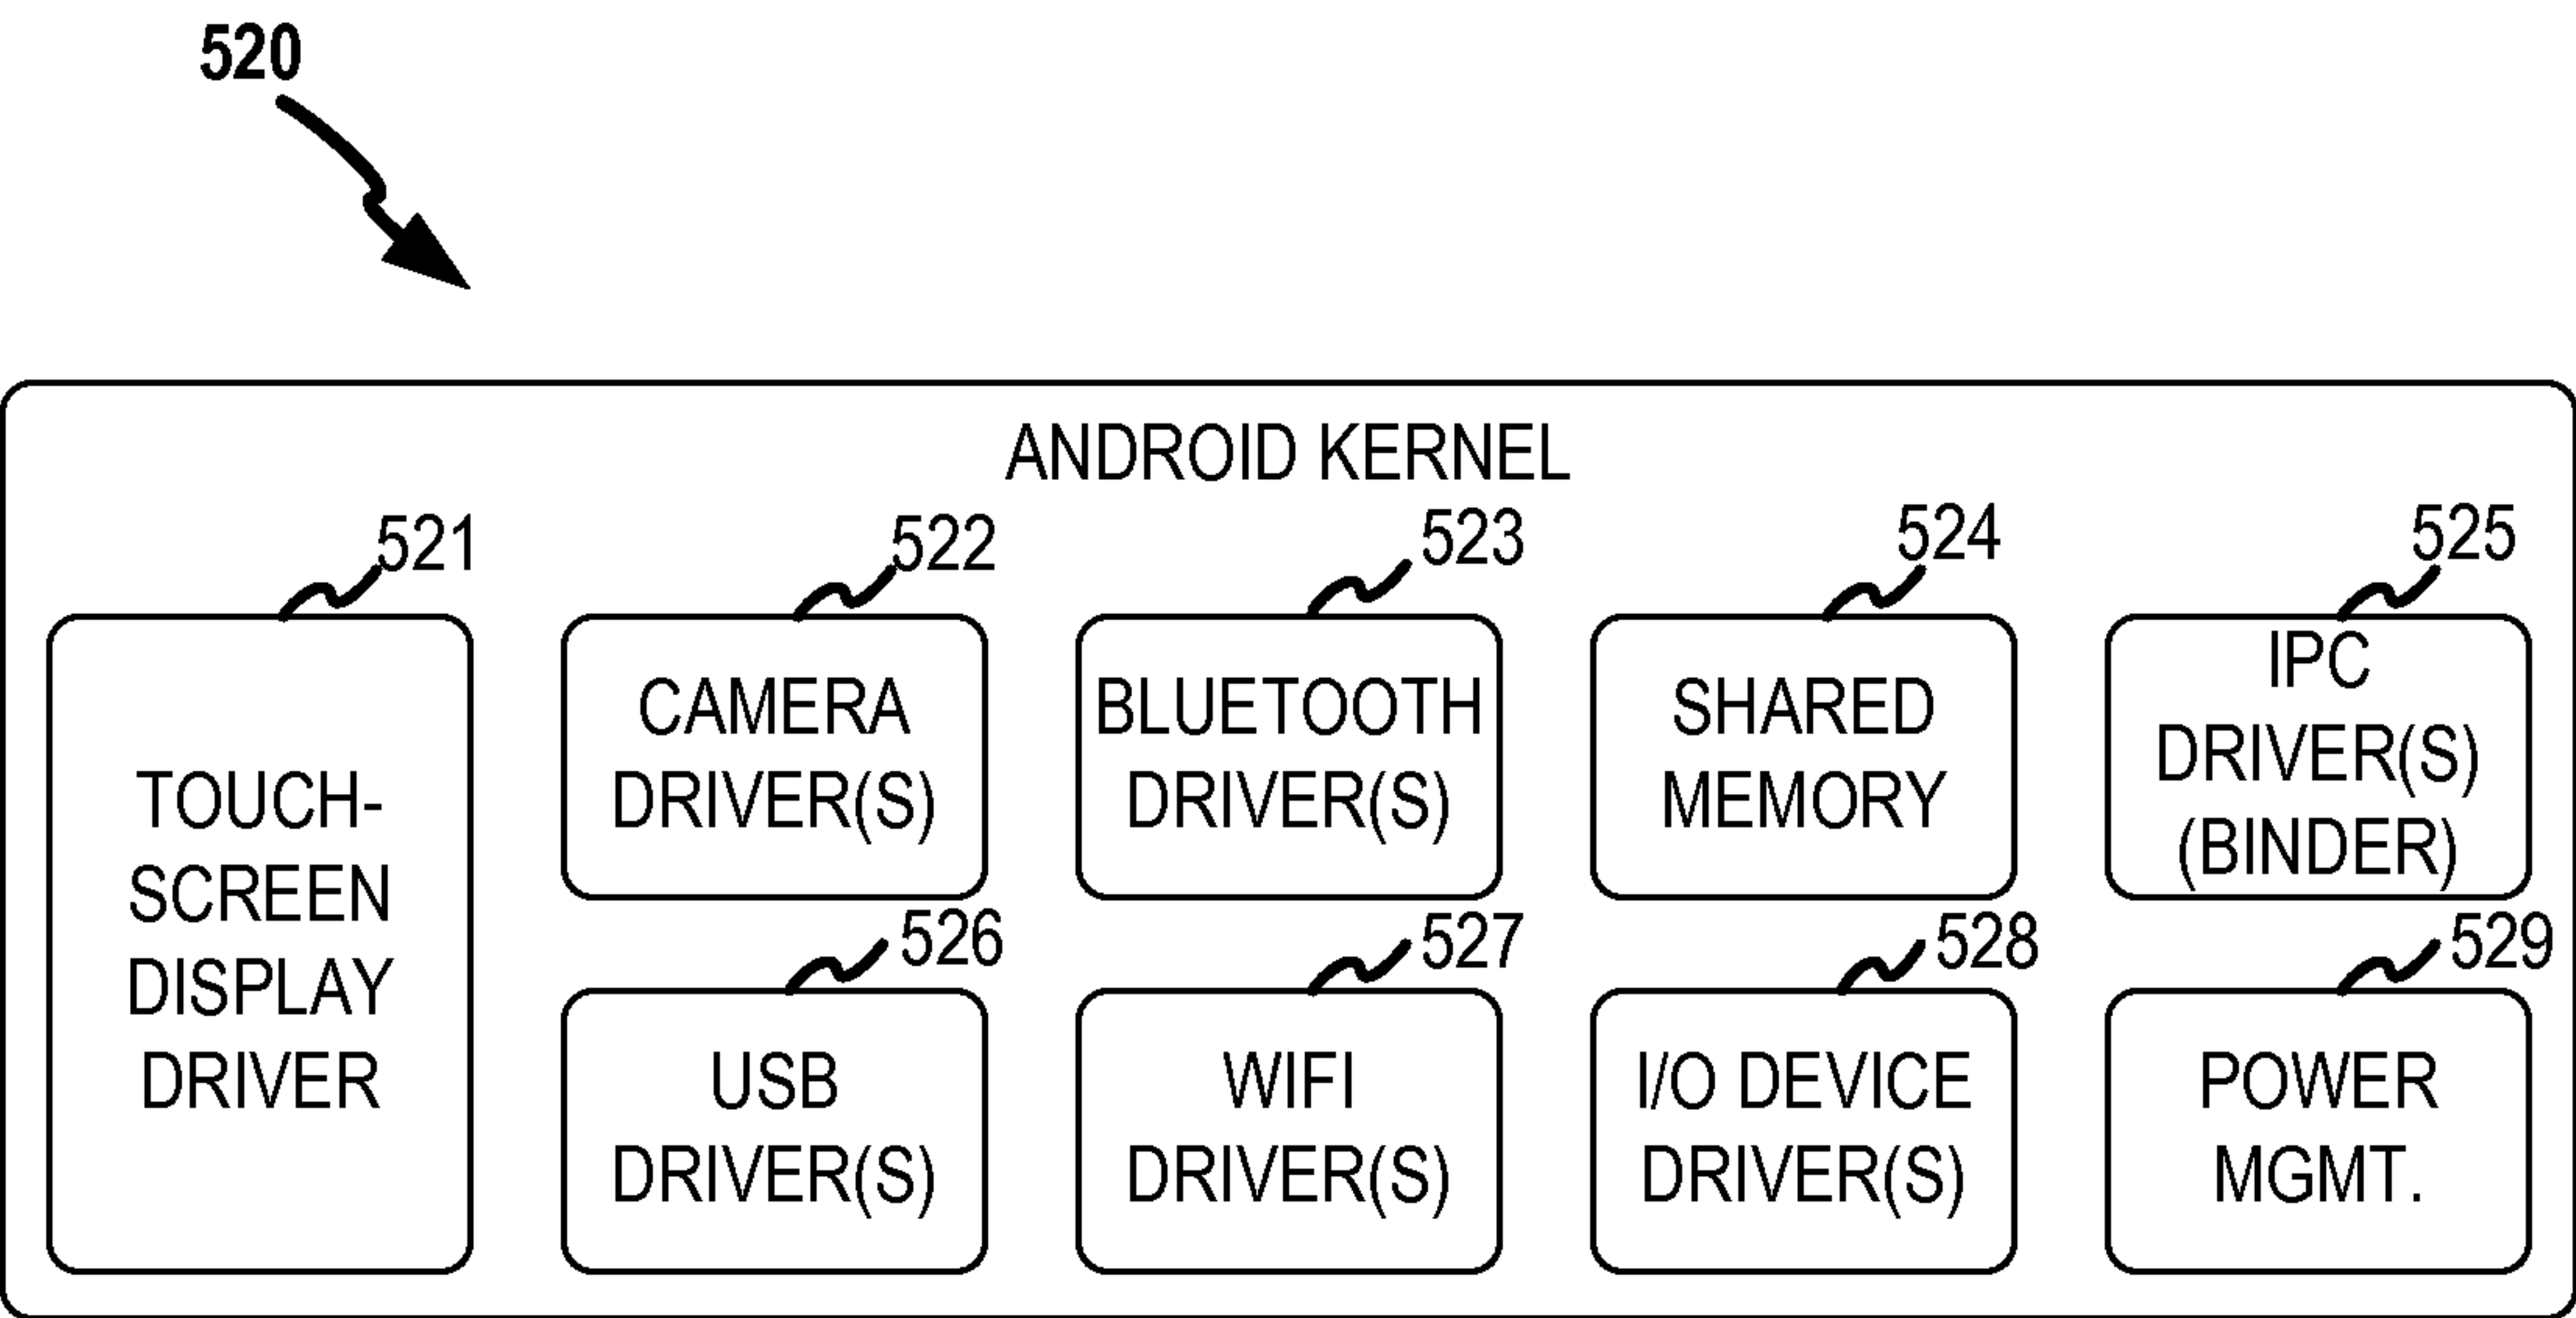 520
ANDROID KERNEL
521
TOUCH-
SCREEN
DISPLAY
DRIVER
522
CAMERA
DRIVER(S)
523
BLUETOOTH
DRIVER(S)
524
SHARED
MEMORY
525
IPC
DRIVER(S)
(BINDER)
526
USB
DRIVER(S)
527
WIFI
DRIVER(S)
528
I/O DEVICE
DRIVER(S)
529
POWER
MGMT.